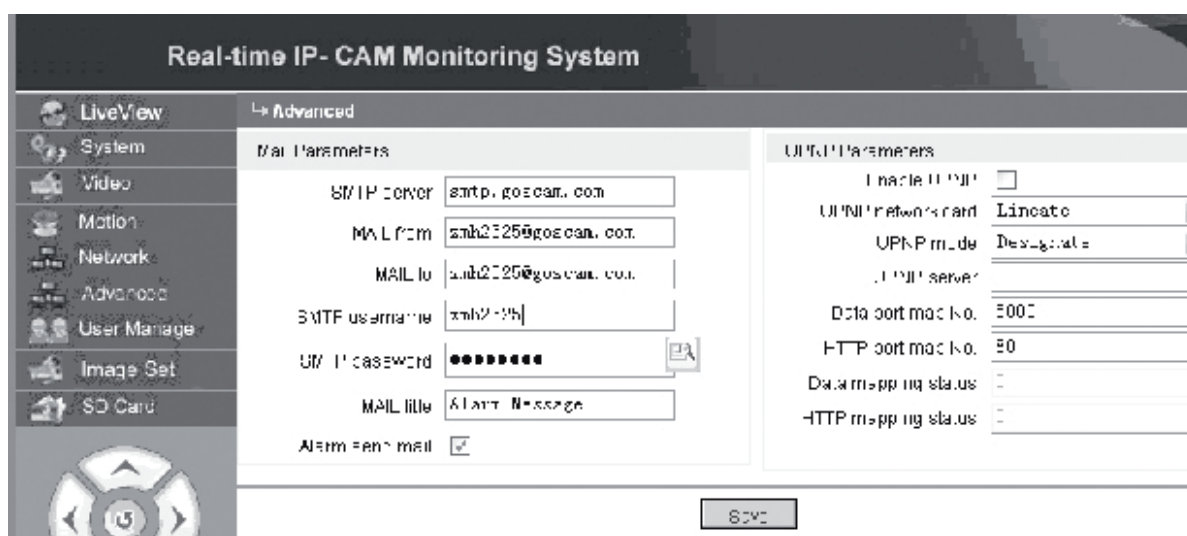 Real-time IP- CAM Monitoring System
LiveView
System
Video
Motion
Network
Advanced
User Manage
Image Set
SD Card
Advanced
Mail Parameters
SMTP server smtp.goscam.com
MAIL from @goscam.com
MAIL to @goscam.com
SMTP username
SMTP password ●●●●●●●●
MAIL title Alarm Message
Alarm send mail
UPNP Parameters
Enable UPNP
UPNP network card Lineate
UPNP mode Designate
UPNP server
Data port map No.
HTTP port map No. 80
Data mapping status
HTTP mapping status
Save